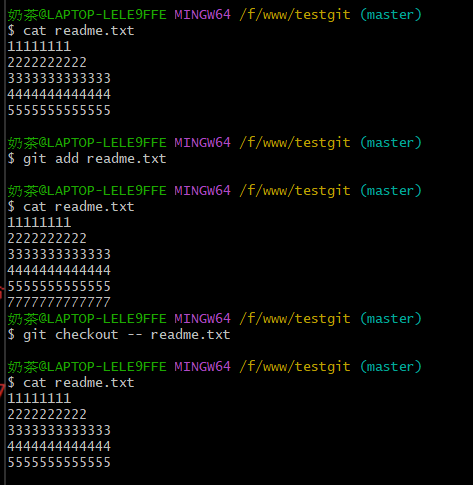 奶茶@LAPTOP-LELE9FFE MINGW64 /f/www/testgit (master)
$ cat readme.txt
11111111
2222222222
3333333333333
4444444444444
5555555555555
奶茶@LAPTOP-LELE9FFE MINGW64 /f/www/testgit (master)
$ git add readme.txt
奶茶@LAPTOP-LELE9FFE MINGW64 /f/www/testgit (master)
$ cat readme.txt
11111111
2222222222
3333333333333
4444444444444
5555555555555
7777777777777
奶茶@LAPTOP-LELE9FFE MINGW64 /f/www/testgit (master)
$ git checkout -- readme.txt
奶茶@LAPTOP-LELE9FFE MINGW64 /f/www/testgit (master)
$ cat readme.txt
11111111
2222222222
3333333333333
4444444444444
5555555555555